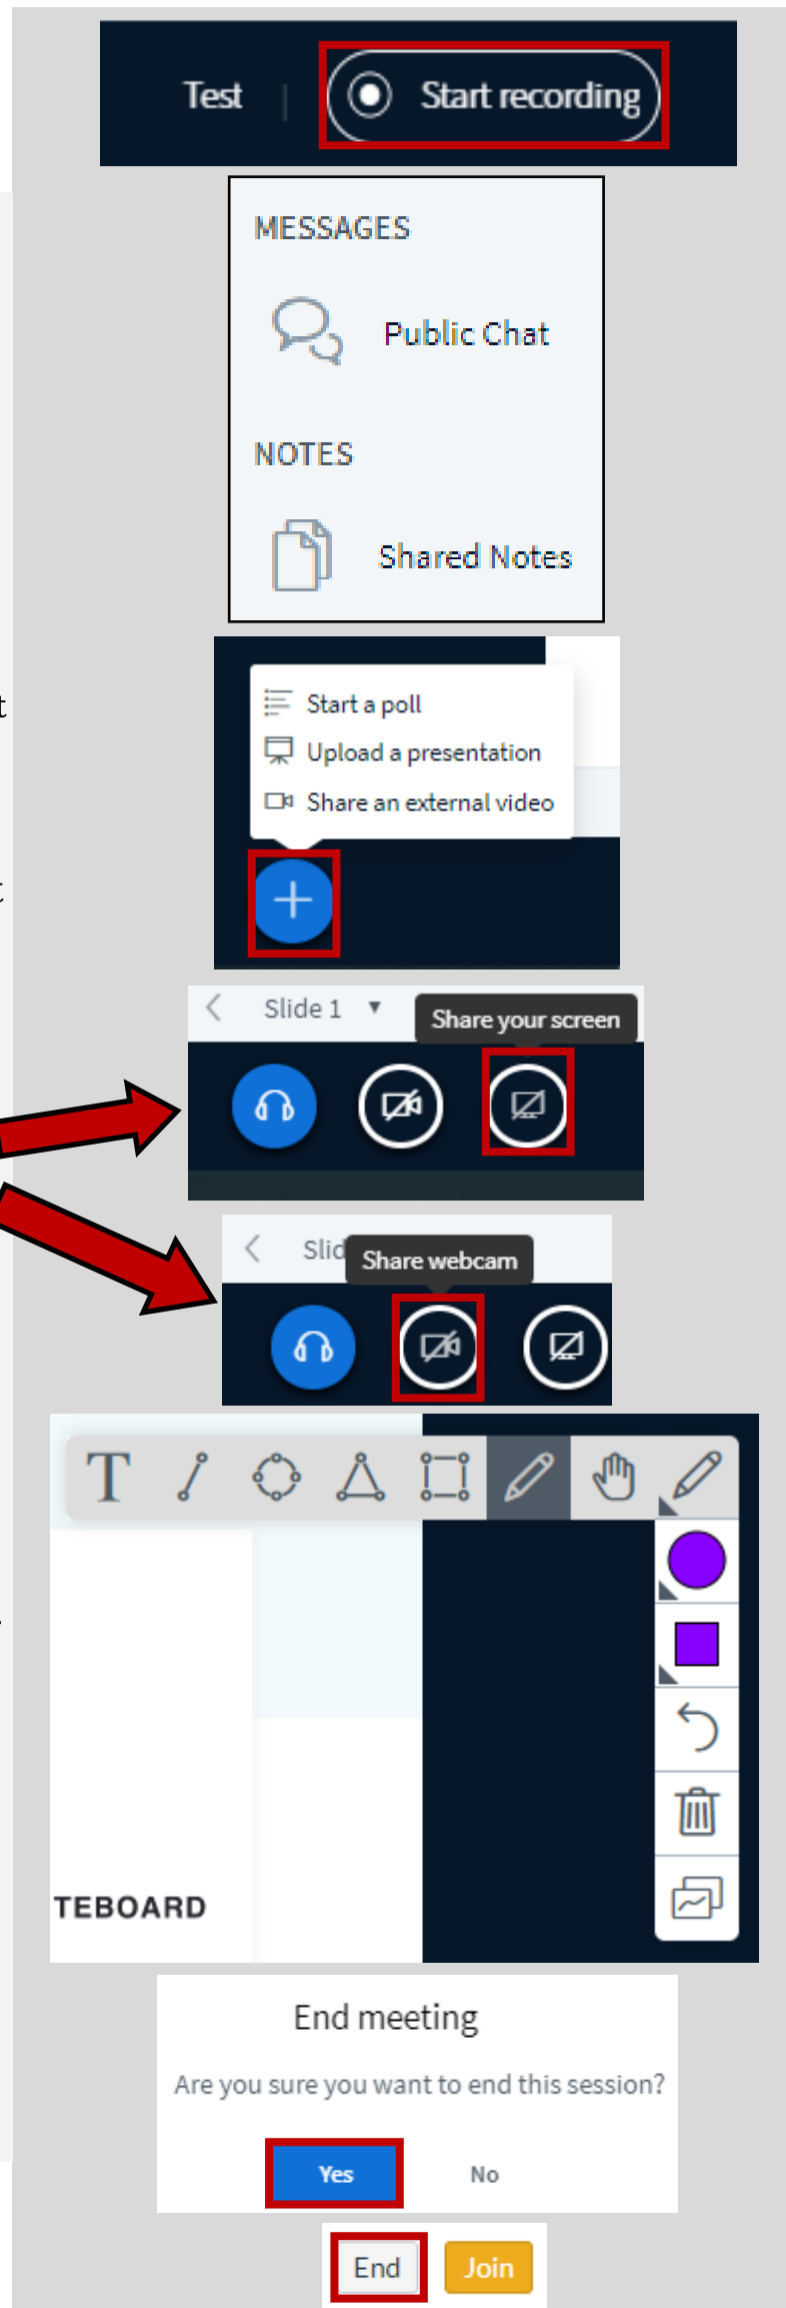 Test | Start recording
MESSAGES
Public Chat
NOTES
Shared Notes
t
Start a poll
Upload a presentation
Share an external video
t
Slide 1
Share your screen
Slid
Share webcam
T
.
TEBOARD
End meeting
Are you sure you want to end this session?
Yes No
End Join